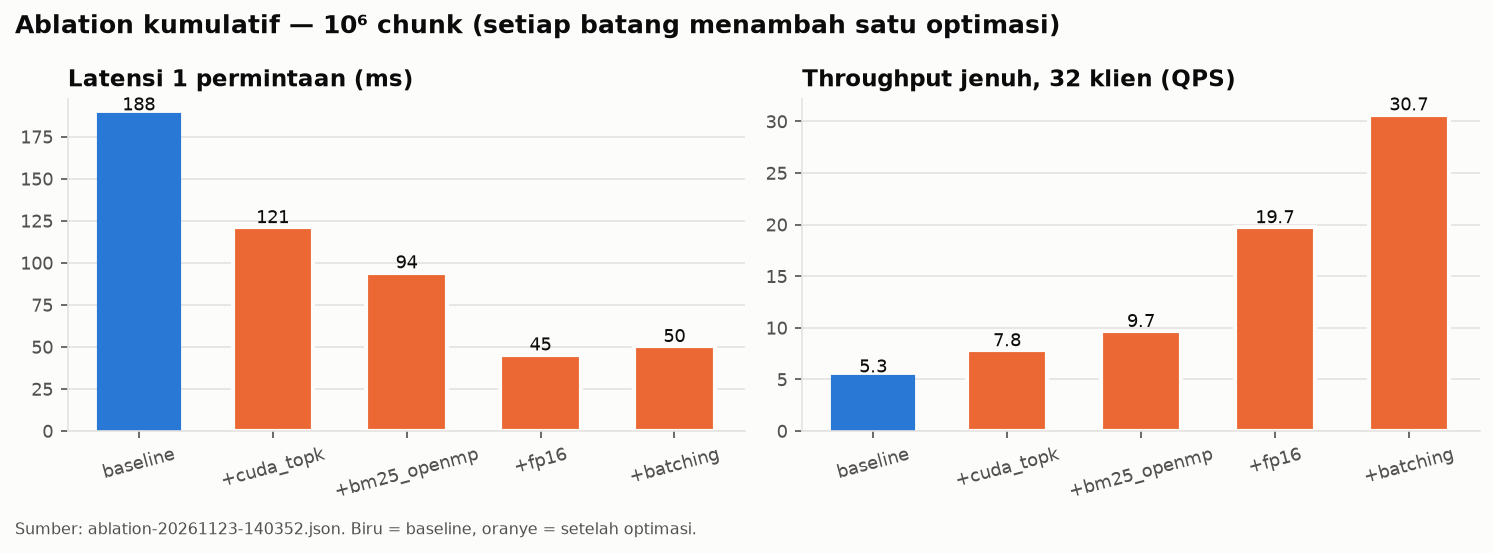 Ablation kumulatif — 10⁶ chunk (setiap batang menambah satu optimasi)
Latensi 1 permintaan (ms)
188
121
94
45
50
175
150
125
100
75
50
25
0
baseline
+cuda_topk
+bm25_openmp
+fp16
+batching
Throughput jenuh, 32 klien (QPS)
5.3
7.8
9.7
19.7
30.7
30
25
20
15
10
5
0
baseline
+cuda_topk
+bm25_openmp
+fp16
+batching
Sumber: ablation-20261123-140352.json. Biru = baseline, oranye = setelah optimasi.